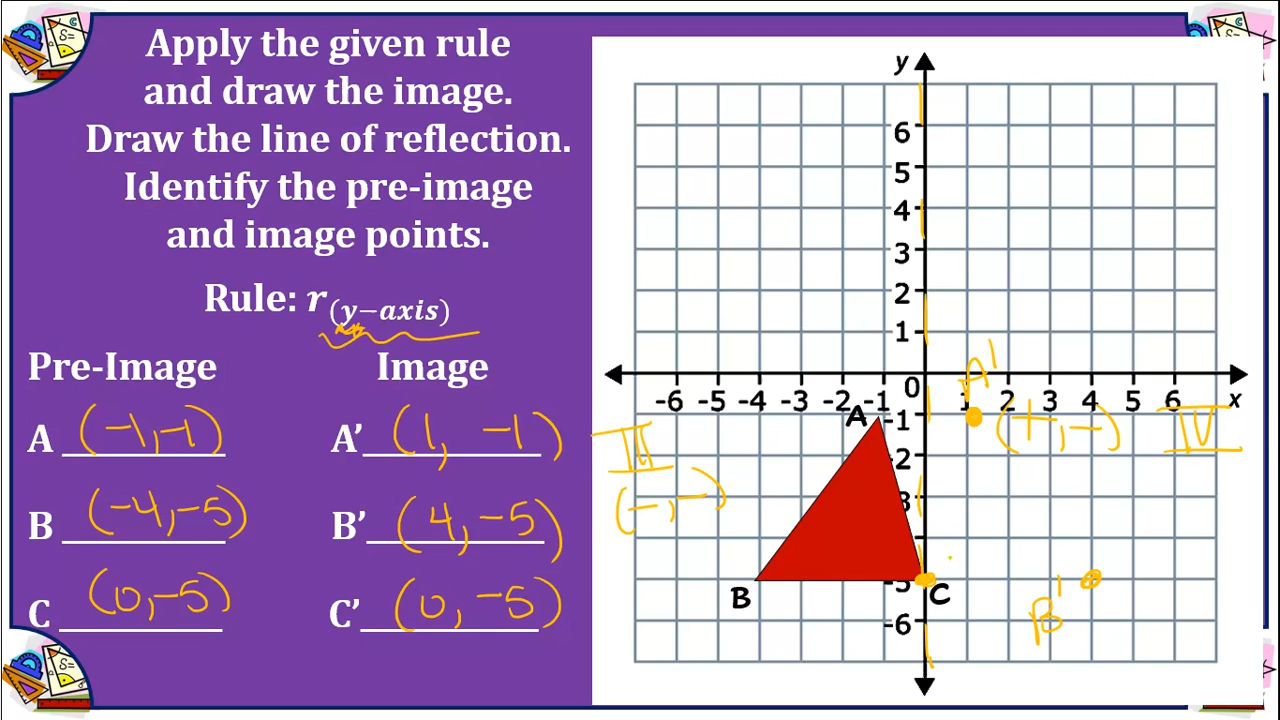 Apply the given rule
and draw the image.
Draw the line of reflection.
Identify the pre-image
and image points.
Rule: r(y−axis)
Pre-Image Image
A (-1,-1) A’ (1, -1)
B (-4,-5) B’ (4, -5)
C (0,-5) C’ (0, -5)
y
6
5
4
3
2
1
0
-6 -5 -4 -3 -2 -1 1 2 3 4 5 6 x
A'
A -1 (+,-) IV
III -2
(-,-) -3
-5
B C
B'
-6